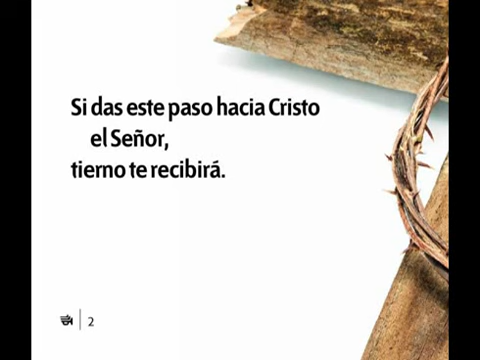 Si das este paso hacia Cristo
el Señor,
tierno te recibirá.
2